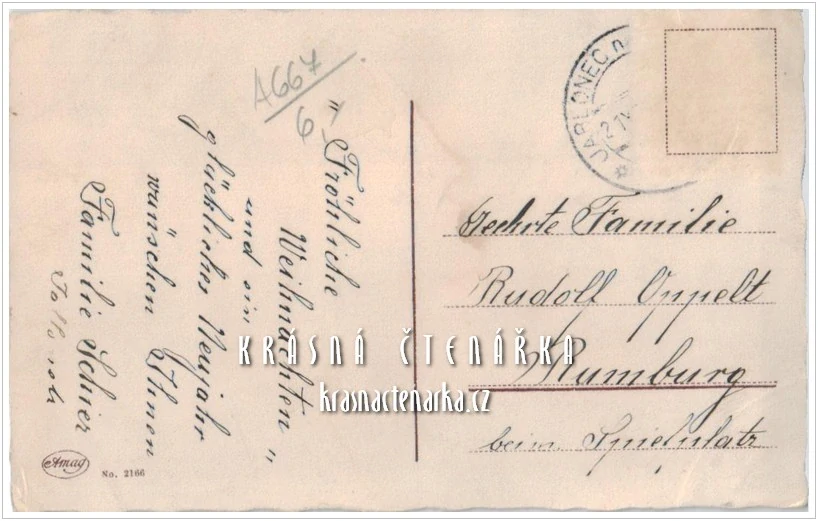 A667
6
"Fröhliche
Weihnachten"
und ein
glückliches Neujahr
wünschen Ihnen
Familie Schier
JABLONEC n.
Geehrte Familie
Rudolf Oppelt
Rumburg
beim Spielplatz
KRÁSNÁ ČTENÁŘKA
krasnactenarka.cz
Amag
No. 2166